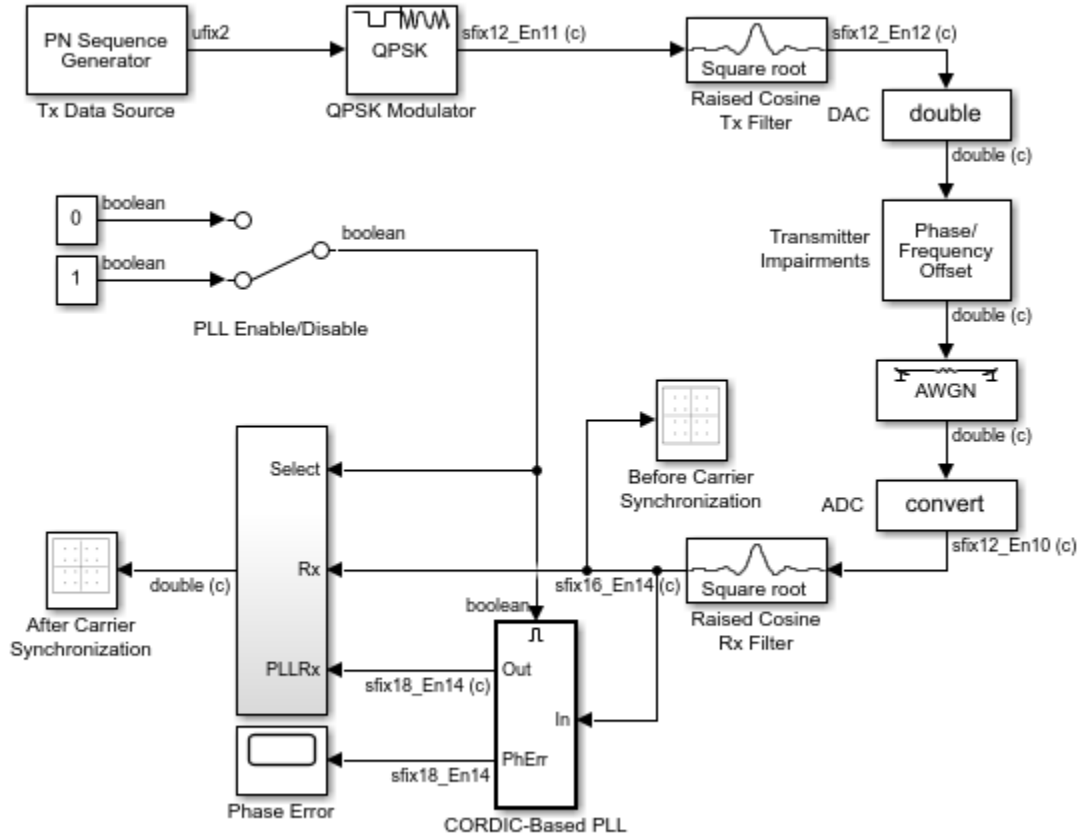 PN Sequence
Generator
ufix2
Tx Data Source
QPSK
sfix12_En11 (c)
QPSK Modulator
Square root
sfix12_En12 (c)
Raised Cosine
Tx Filter
DAC
double
double (c)
Transmitter
Impairments
Phase/
Frequency
Offset
double (c)
AWGN
double (c)
ADC
convert
sfix12_En10 (c)
0
boolean
1
boolean
boolean
PLL Enable/Disable
Before Carrier
Synchronization
Select
Rx
PLLRx
double (c)
After Carrier
Synchronization
sfix16_En14 (c)
Square root
Raised Cosine
Rx Filter
boolean
Out
In
PhErr
sfix18_En14 (c)
sfix18_En14
Phase Error
CORDIC-Based PLL